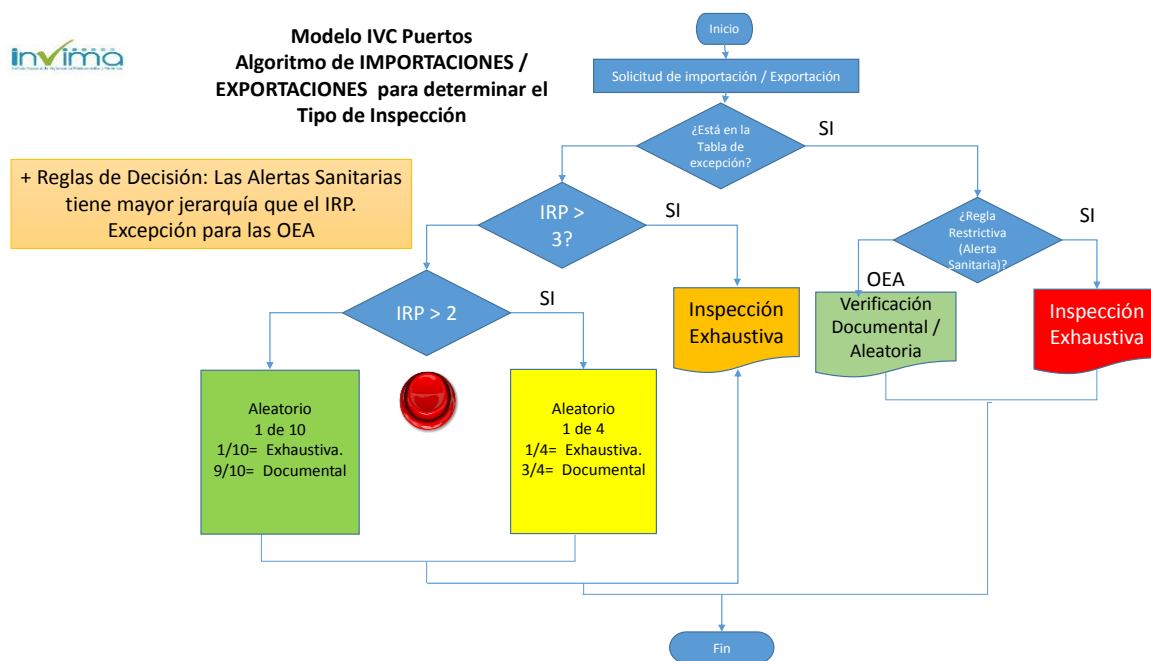 invima
Modelo IVC Puertos
Algoritmo de IMPORTACIONES /
EXPORTACIONES para determinar el
Tipo de Inspección
+ Reglas de Decisión: Las Alertas Sanitarias
tiene mayor jerarquía que el IRP.
Excepción para las OEA
Inicio
Solicitud de importación / Exportación
¿Está en la
Tabla de
excepción?
SI
IRP >
3?
SI
¿Regla
Restrictiva
(Alerta
Sanitaria)?
SI
OEA
IRP > 2
SI
Inspección
Exhaustiva
Verificación
Documental /
Aleatoria
Inspección
Exhaustiva
Aleatorio
1 de 10
1/10= Exhaustiva.
9/10= Documental
Aleatorio
1 de 4
1/4= Exhaustiva.
3/4= Documental
Fin